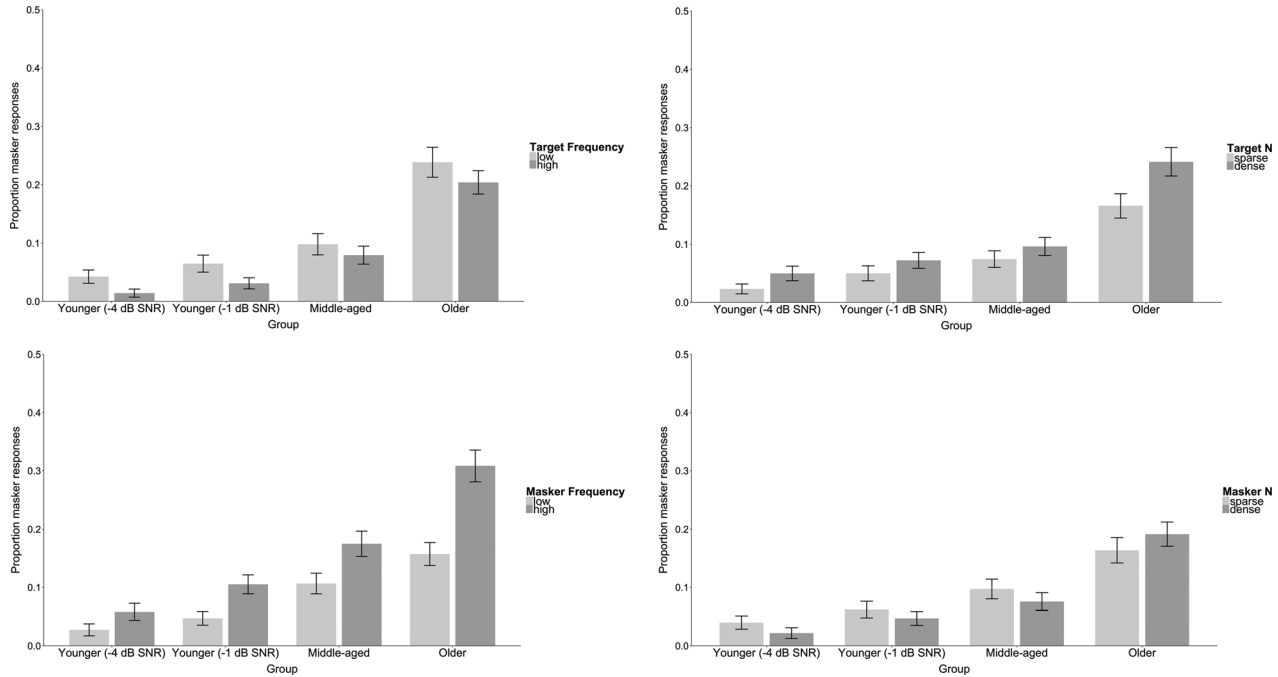 0.5
0.4
0.3
0.2
0.1
0.0
Proportion masker responses
Younger (-4 dB SNR) Younger (-1 dB SNR) Middle-aged Older
Group
Target Frequency
low
high
0.5
0.4
0.3
0.2
0.1
0.0
Proportion masker responses
Younger (-4 dB SNR) Younger (-1 dB SNR) Middle-aged Older
Group
Target N
sparse
dense
0.5
0.4
0.3
0.2
0.1
0.0
Proportion masker responses
Younger (-4 dB SNR) Younger (-1 dB SNR) Middle-aged Older
Group
Masker Frequency
low
high
0.5
0.4
0.3
0.2
0.1
0.0
Proportion masker responses
Younger (-4 dB SNR) Younger (-1 dB SNR) Middle-aged Older
Group
Masker N
sparse
dense